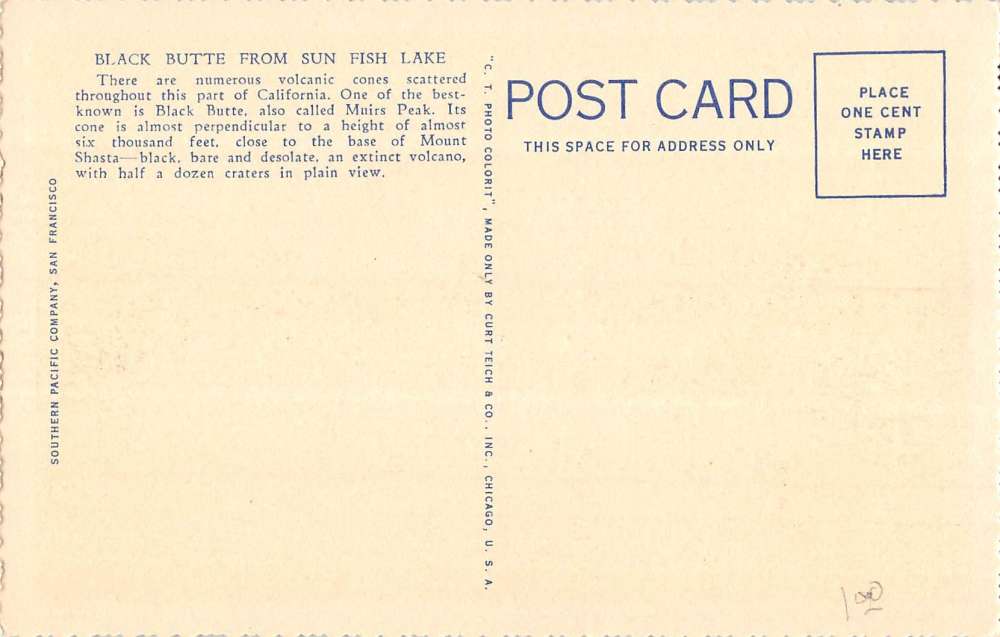 BLACK BUTTE FROM SUN FISH LAKE
There are numerous volcanic cones scattered
throughout this part of California. One of the best-
known is Black Butte, also called Muirs Peak. Its
cone is almost perpendicular to a height of almost
six thousand feet, close to the base of Mount
Shasta—black, bare and desolate, an extinct volcano,
with half a dozen craters in plain view.
SOUTHERN PACIFIC COMPANY, SAN FRANCISCO
"C. T. PHOTO COLORIT", MADE ONLY BY CURT TEICH & CO., INC., CHICAGO, U. S. A.
POST CARD
THIS SPACE FOR ADDRESS ONLY
PLACE
ONE CENT
STAMP
HERE
100